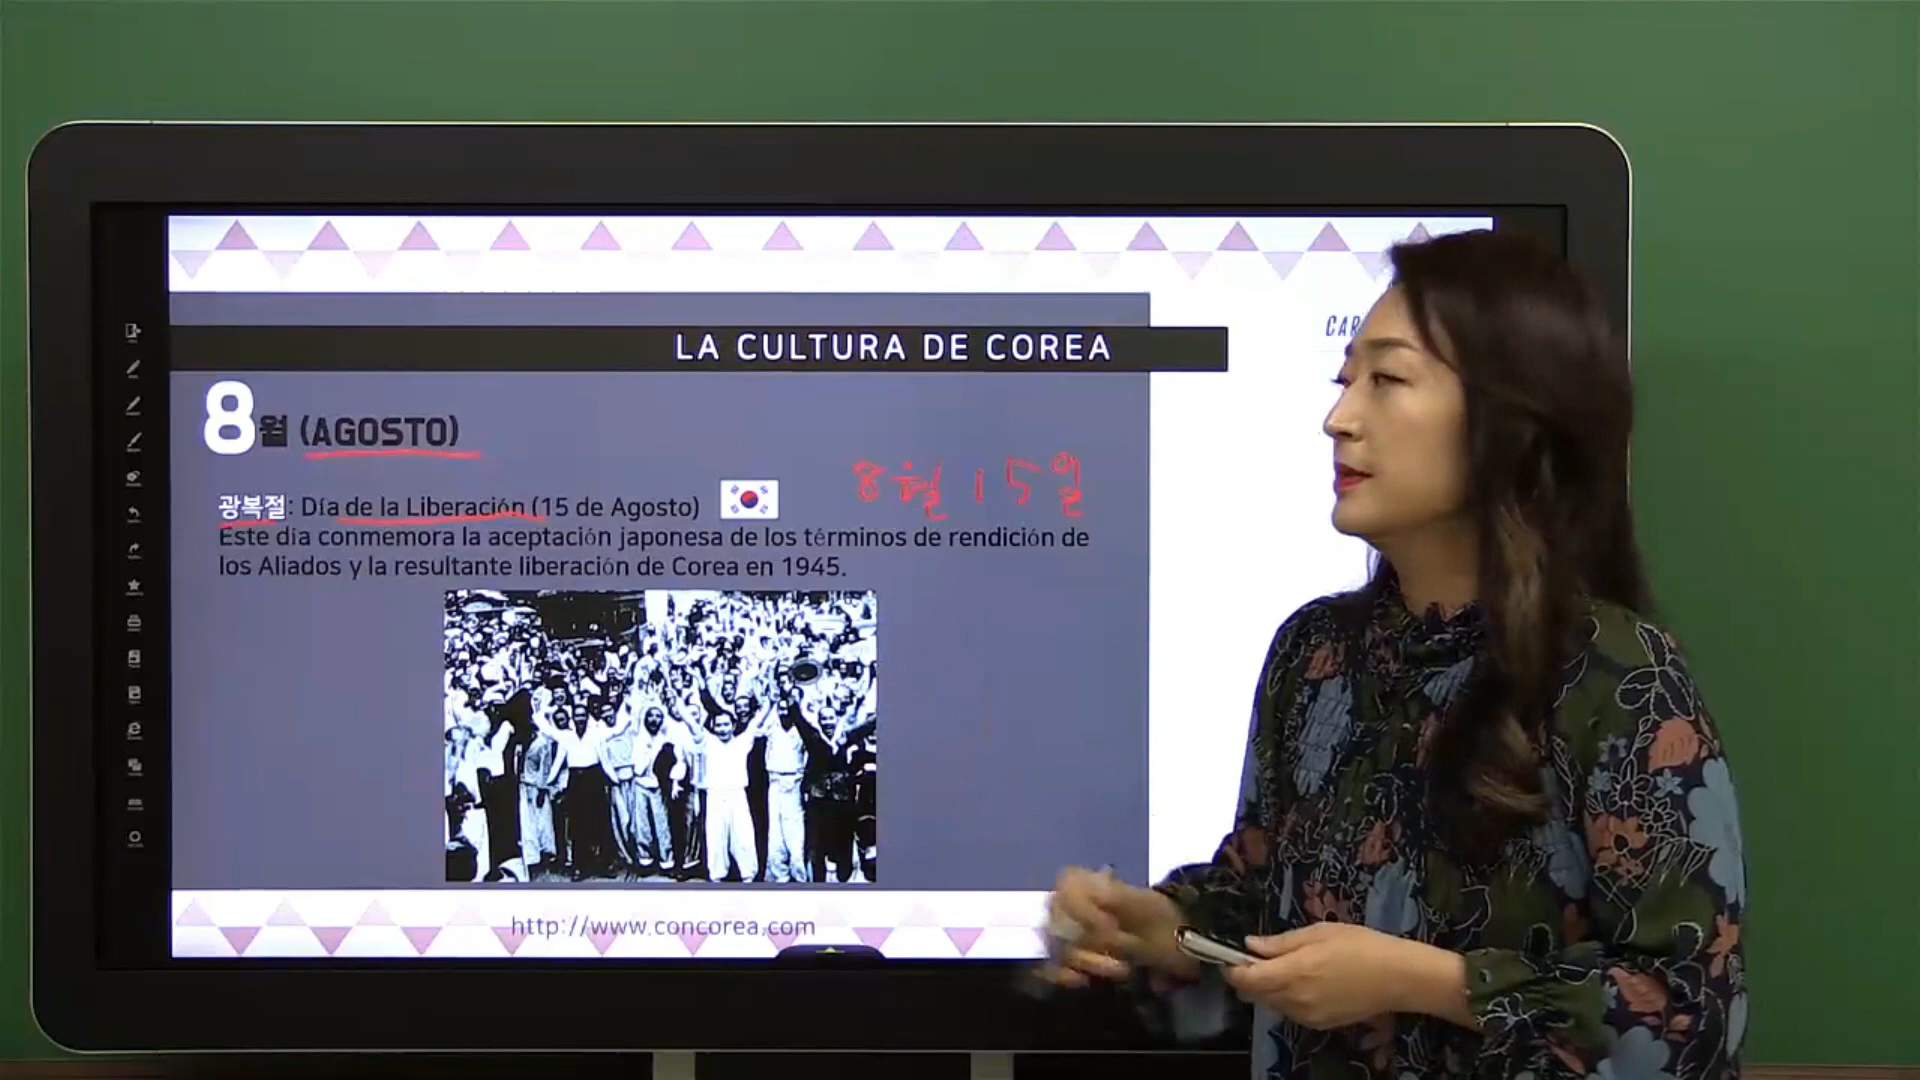 LA CULTURA DE COREA
8월 (AGOSTO)
8월 15일
광복절: Día de la Liberación (15 de Agosto)
Este día conmemora la aceptación japonesa de los términos de rendición de
los Aliados y la resultante liberación de Corea en 1945.
http://www.concorea.com